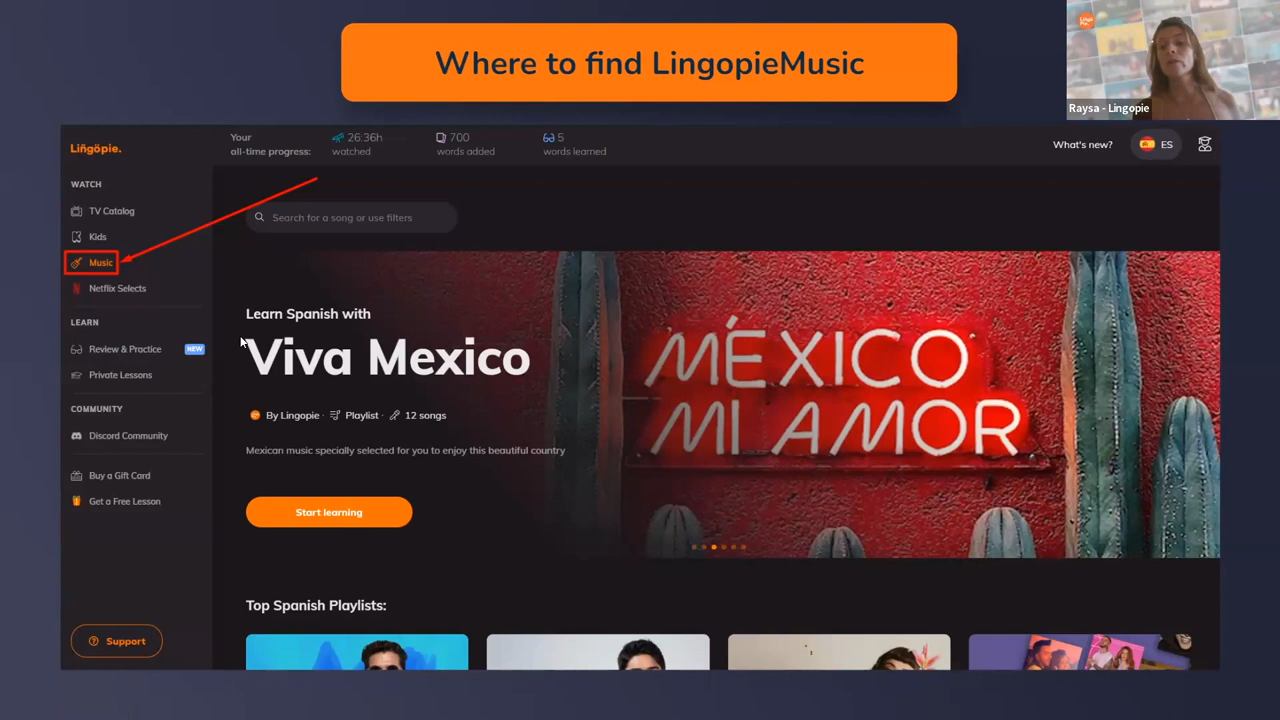 Where to find LingopieMusic
Raysa - Lingopie
Lingöpie.
Your
all-time progress:
26:36h
watched
700
words added
5
words learned
What's new?
ES
WATCH
TV Catalog
Kids
Music
Netflix Selects
LEARN
Review & Practice
NEW
Private Lessons
COMMUNITY
Discord Community
Buy a Gift Card
Get a Free Lesson
Support
Search for a song or use filters
Learn Spanish with
Viva Mexico
By Lingopie · Playlist · 12 songs
Mexican music specially selected for you to enjoy this beautiful country
Start learning
MÉXICO
MI AMOR
Top Spanish Playlists: